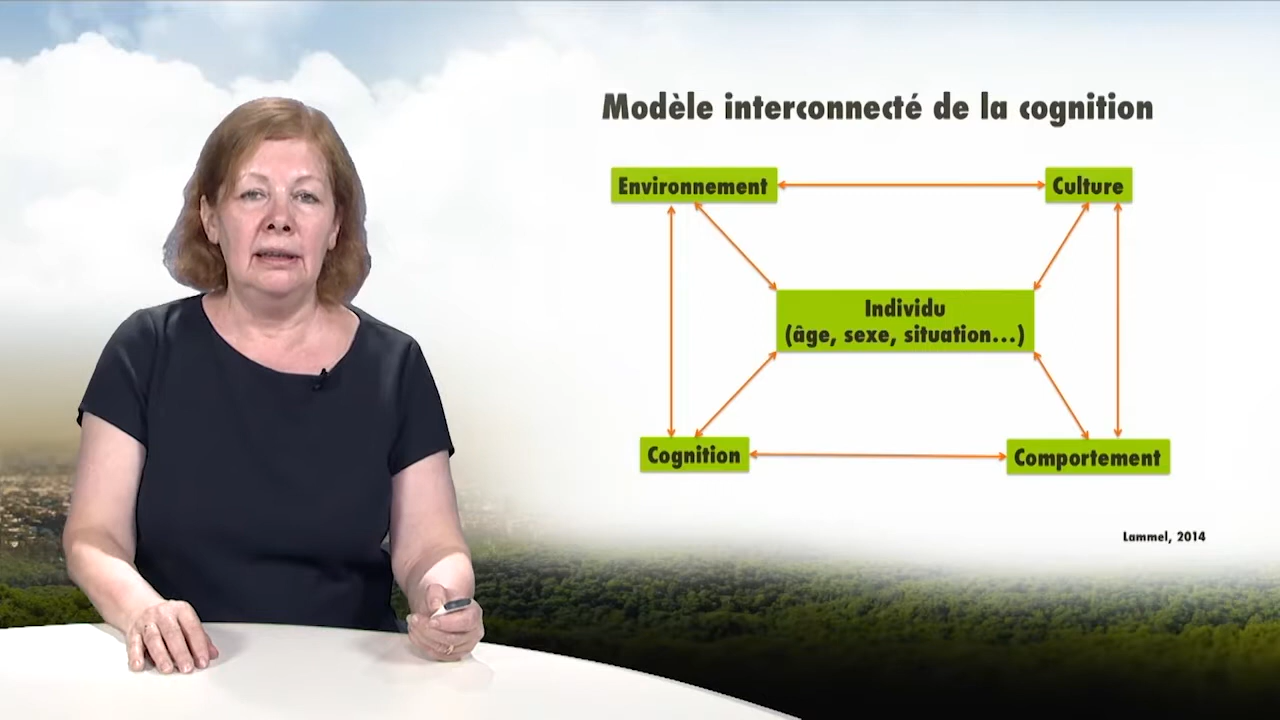 Modèle interconnecté de la cognition
Environnement
Culture
Individu
(âge, sexe, situation...)
Cognition
Comportement
Lammel, 2014